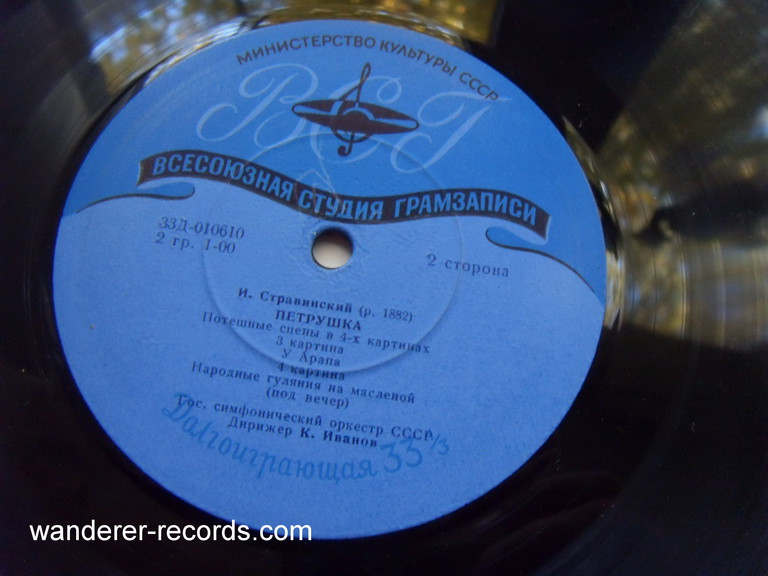 МИНИСТЕРСТВО КУЛЬТУРЫ СССР
ВСГ
ВСЕСОЮЗНАЯ СТУДИЯ ГРАМЗАПИСИ
33Д-010610
2 гр. 1-00
2 сторона
И. Стравинский (р. 1882)
ПЕТРУШКА
Потешные сцены в 4-х картинах
3 картина
У Арапа
4 картина
Народные гуляния на масленой
(под вечер)
Гос. симфонический оркестр СССР
Дирижер К. Иванов
Долгоиграющая 33 1/3
wanderer-records.com